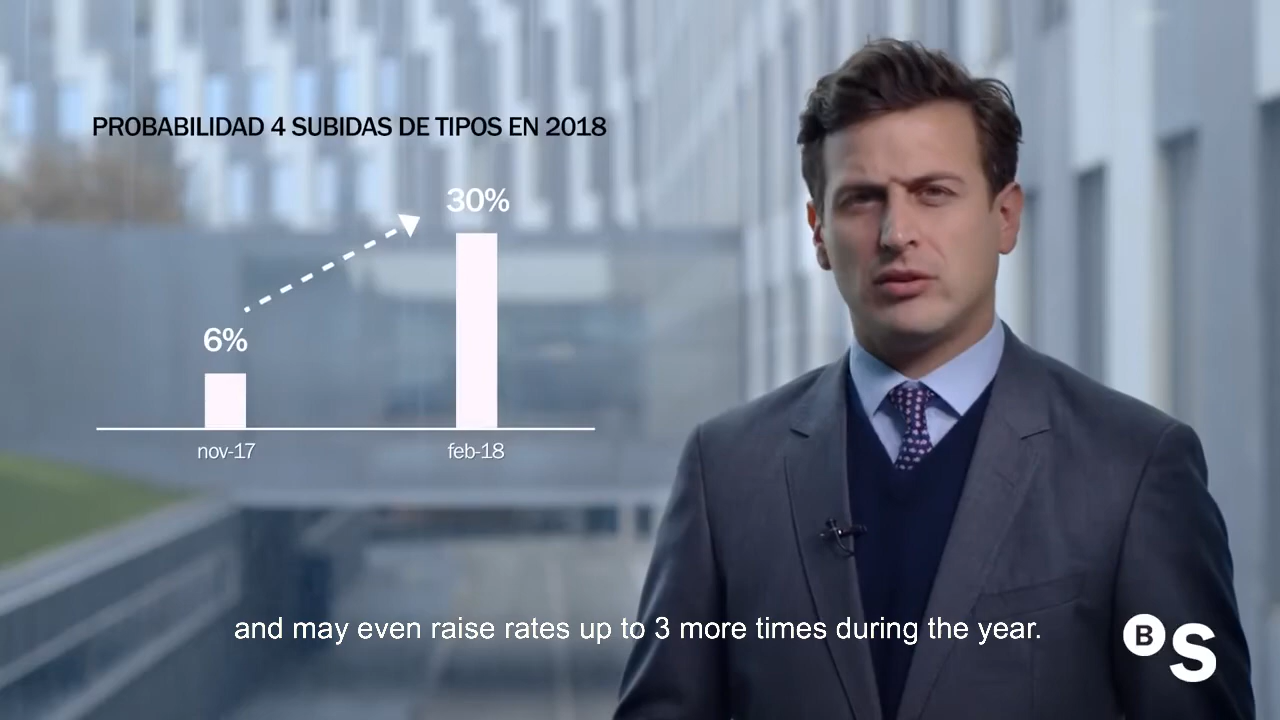 PROBABILIDAD 4 SUBIDAS DE TIPOS EN 2018
30%
6%
nov-17 feb-18
and may even raise rates up to 3 more times during the year.
B S